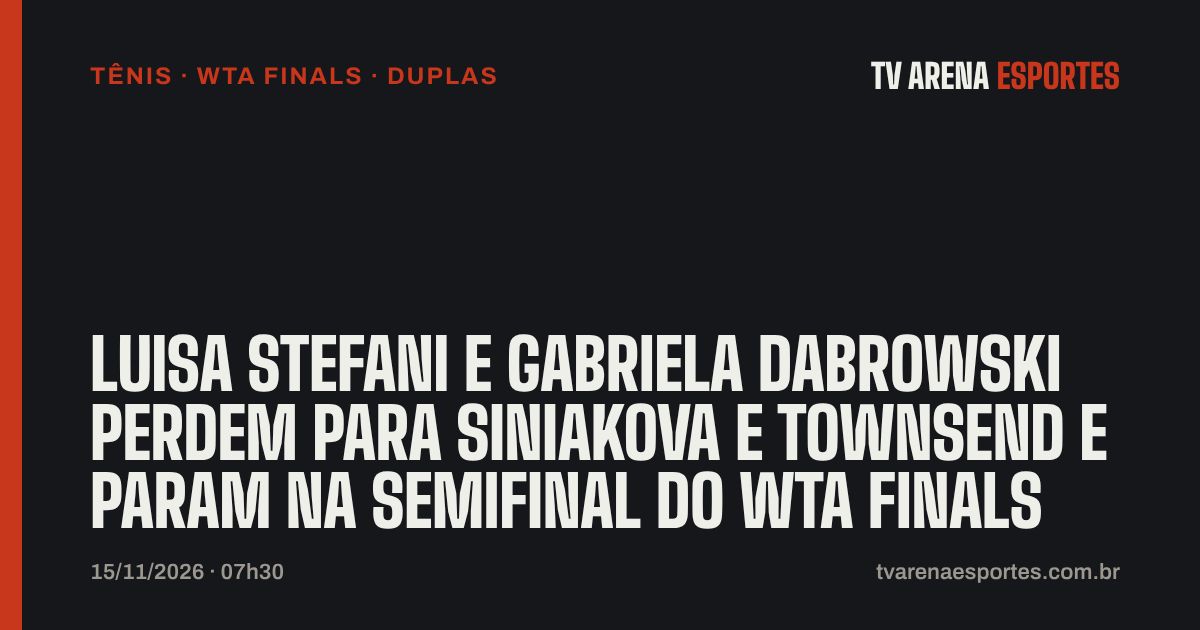 TÊNIS · WTA FINALS · DUPLAS
TV ARENA ESPORTES
LUISA STEFANI E GABRIELA DABROWSKI
PERDEM PARA SINIAKOVA E TOWNSEND E
PARAM NA SEMIFINAL DO WTA FINALS
15/11/2026 · 07h30
tvarenaesportes.com.br